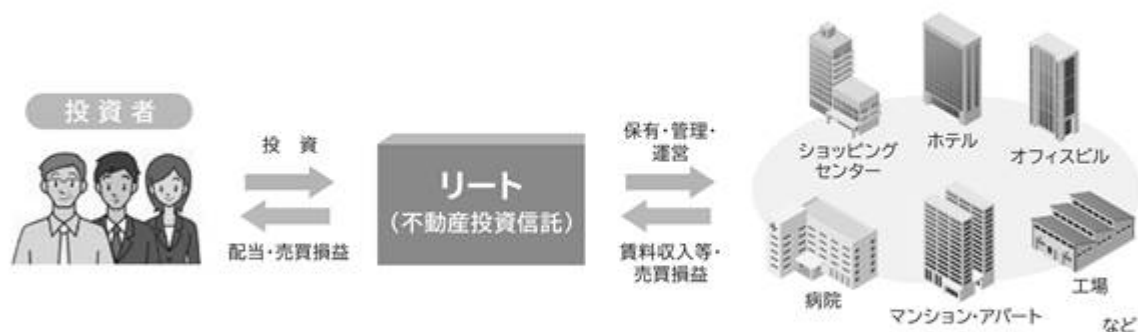 投資者
投 資
配当・売買損益
リート
（不動産投資信託）
保有・管理・
運営
賃料収入等・
売買損益
ショッピング
センター
ホテル
オフィスビル
病院
マンション・アパート
工場
など